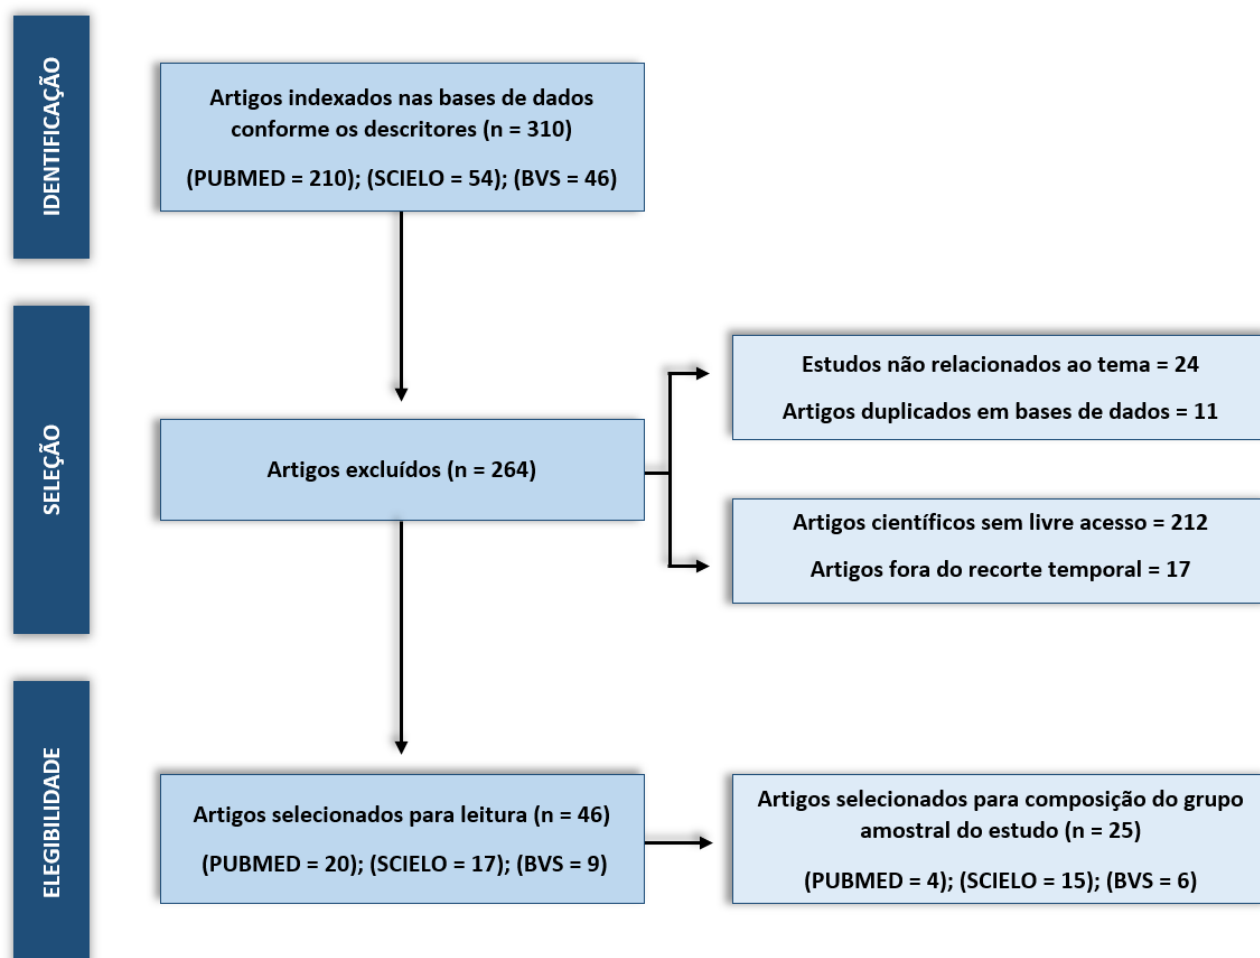 IDENTIFICAÇÃO
Artigos indexados nas bases de dados
conforme os descritores (n = 310)
(PUBMED = 210); (SCIELO = 54); (BVS = 46)
SELEÇÃO
Artigos excluídos (n = 264)
Estudos não relacionados ao tema = 24
Artigos duplicados em bases de dados = 11
Artigos científicos sem livre acesso = 212
Artigos fora do recorte temporal = 17
ELEGIBILIDADE
Artigos selecionados para leitura (n = 46)
(PUBMED = 20); (SCIELO = 17); (BVS = 9)
Artigos selecionados para composição do grupo
amostral do estudo (n = 25)
(PUBMED = 4); (SCIELO = 15); (BVS = 6)